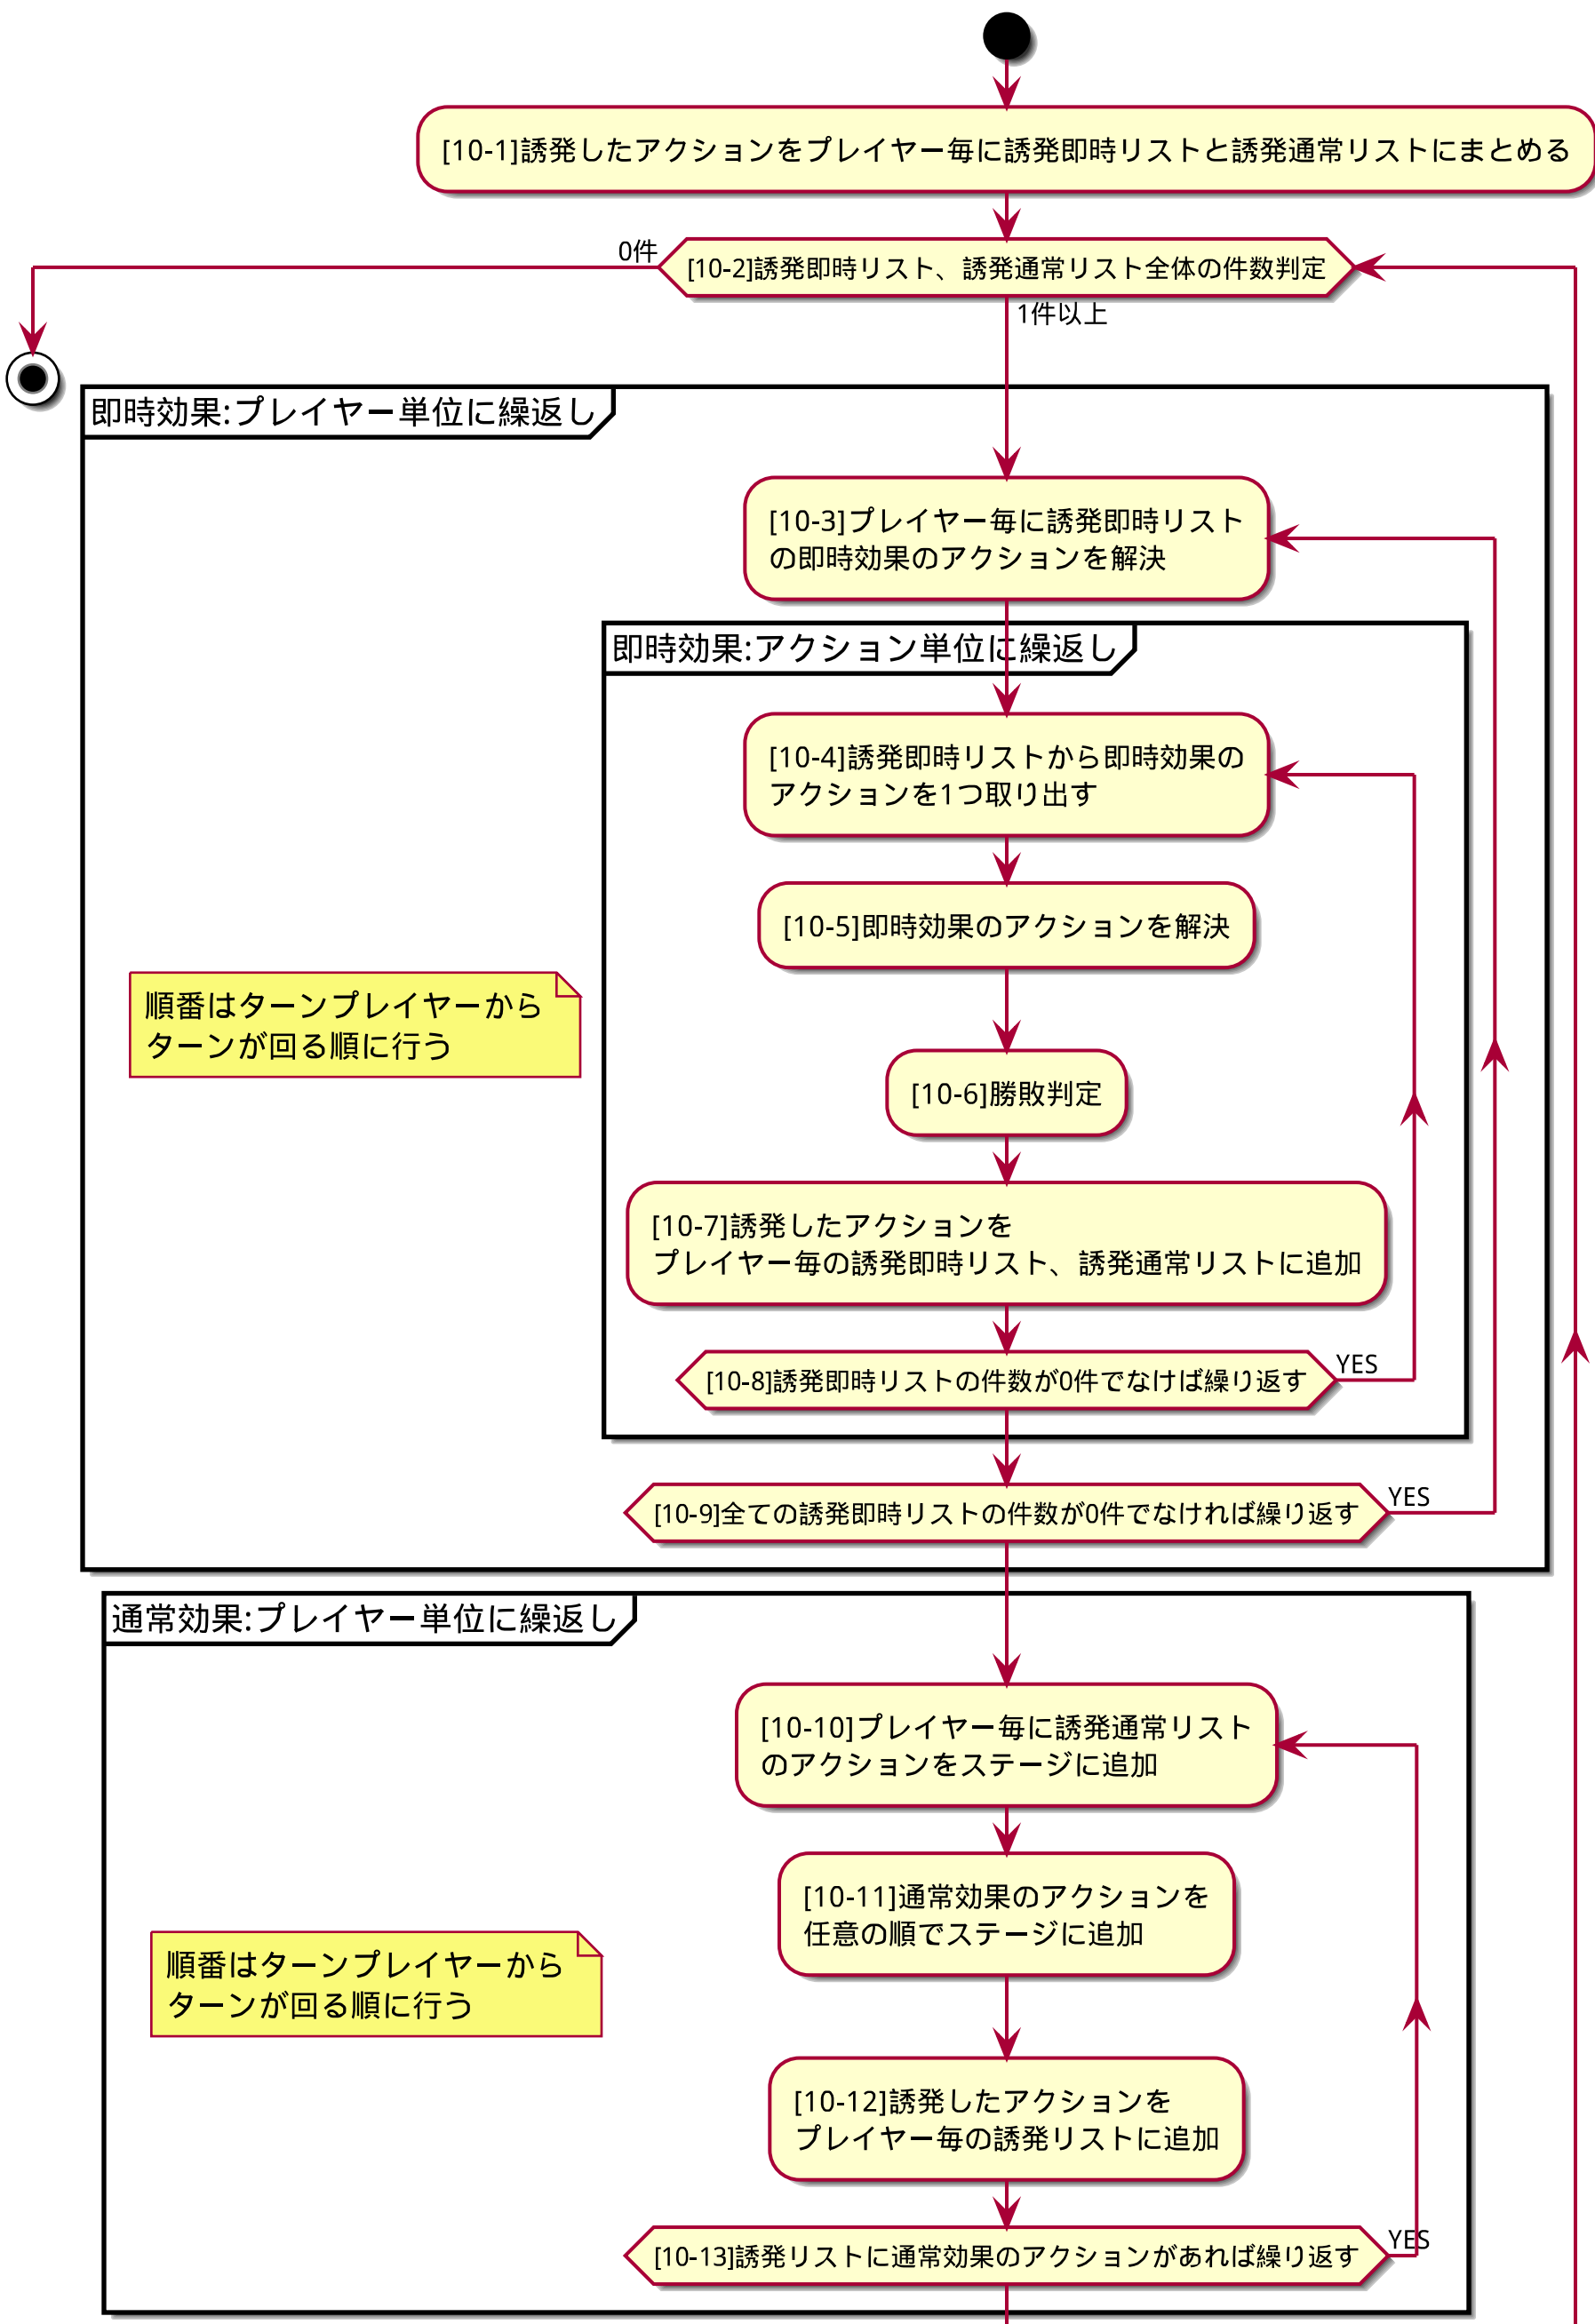 [10-1]誘発したアクションをプレイヤー毎に誘発即時リストと誘発通常リストにまとめる
0件
[10-2]誘発即時リスト、誘発通常リスト全体の件数判定
1件以上
即時効果:プレイヤー単位に繰返し
[10-3]プレイヤー毎に誘発即時リスト
の即時効果のアクションを解決
即時効果:アクション単位に繰返し
[10-4]誘発即時リストから即時効果の
アクションを1つ取り出す
[10-5]即時効果のアクションを解決
順番はターンプレイヤーから
ターンが回る順に行う
[10-6]勝敗判定
[10-7]誘発したアクションを
プレイヤー毎の誘発即時リスト、誘発通常リストに追加
[10-8]誘発即時リストの件数が0件でなけば繰り返す
YES
[10-9]全ての誘発即時リストの件数が0件でなければ繰り返す
YES
通常効果:プレイヤー単位に繰返し
[10-10]プレイヤー毎に誘発通常リスト
のアクションをステージに追加
[10-11]通常効果のアクションを
任意の順でステージに追加
順番はターンプレイヤーから
ターンが回る順に行う
[10-12]誘発したアクションを
プレイヤー毎の誘発リストに追加
[10-13]誘発リストに通常効果のアクションがあれば繰り返す
YES